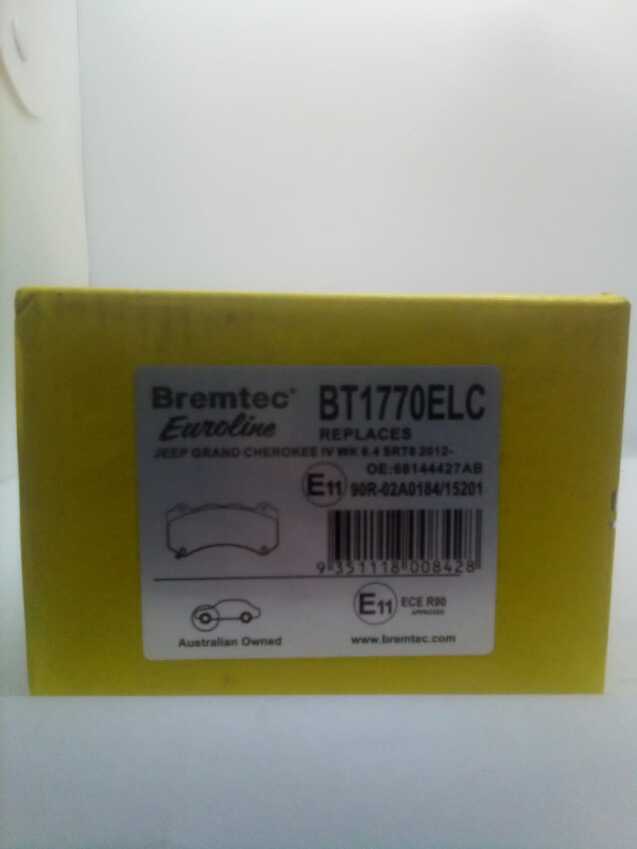 Bremtec®
Euroline
BT1770ELC
REPLACES
JEEP GRAND CHEROKEE IV WK 6.4 SRT8 2012-
OE:68144427AB
E11 90R-02A0184/15201
9 351118 008428
E11 ECE R90
APPROVED
Australian Owned
www.bremtec.com